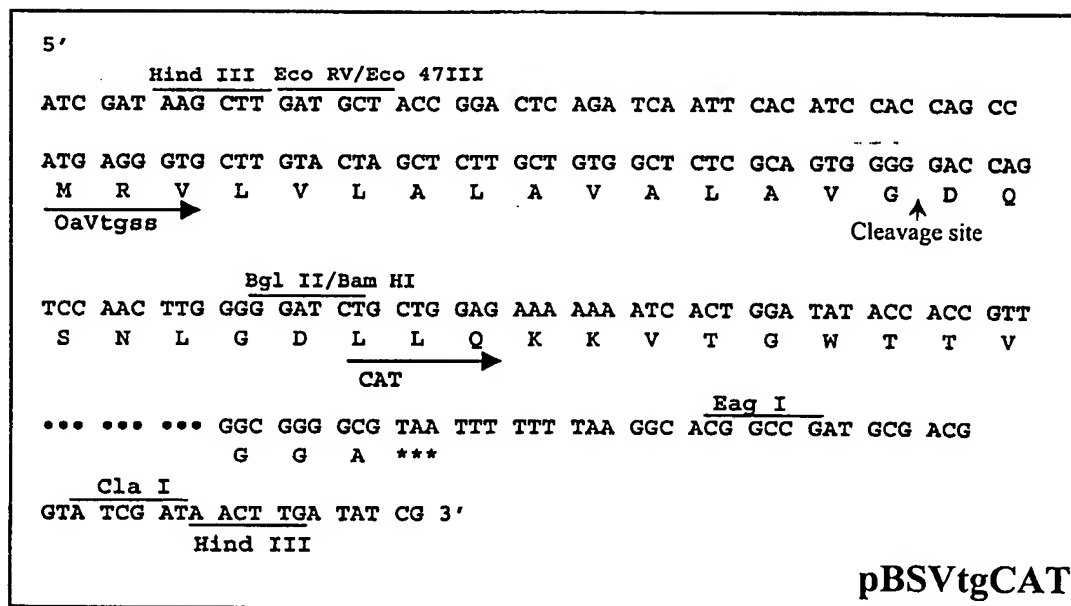 5'
Hind III Eco RV/Eco 47III
ATC GAT AAG CTT GAT GCT ACC GGA CTC AGA TCA ATT CAC ATC CAC CAG CC
ATG AGG GTG CTT GTA CTA GCT CTT GCT GTG GCT CTC GCA GTG GGG GAC CAG
M R V L V L A L A V A L A V G D Q
OaVtgss
Cleavage site
Bgl II/Bam HI
TCC AAC TTG GGG GATC TG CTG GAG AAA AAA ATC ACT GGA TAT ACC ACC GTT
S N L G D L L Q K K V T G W T T V
CAT
Eag I
••• ••• ••• GGC GGG GCG TAA TTT TTT TAA GGC ACG GCC GAT GCG ACG
G G A ***
Cla I
GTA TCG ATA ACT TGA TAT CG 3'
Hind III
pBSVtgCAT